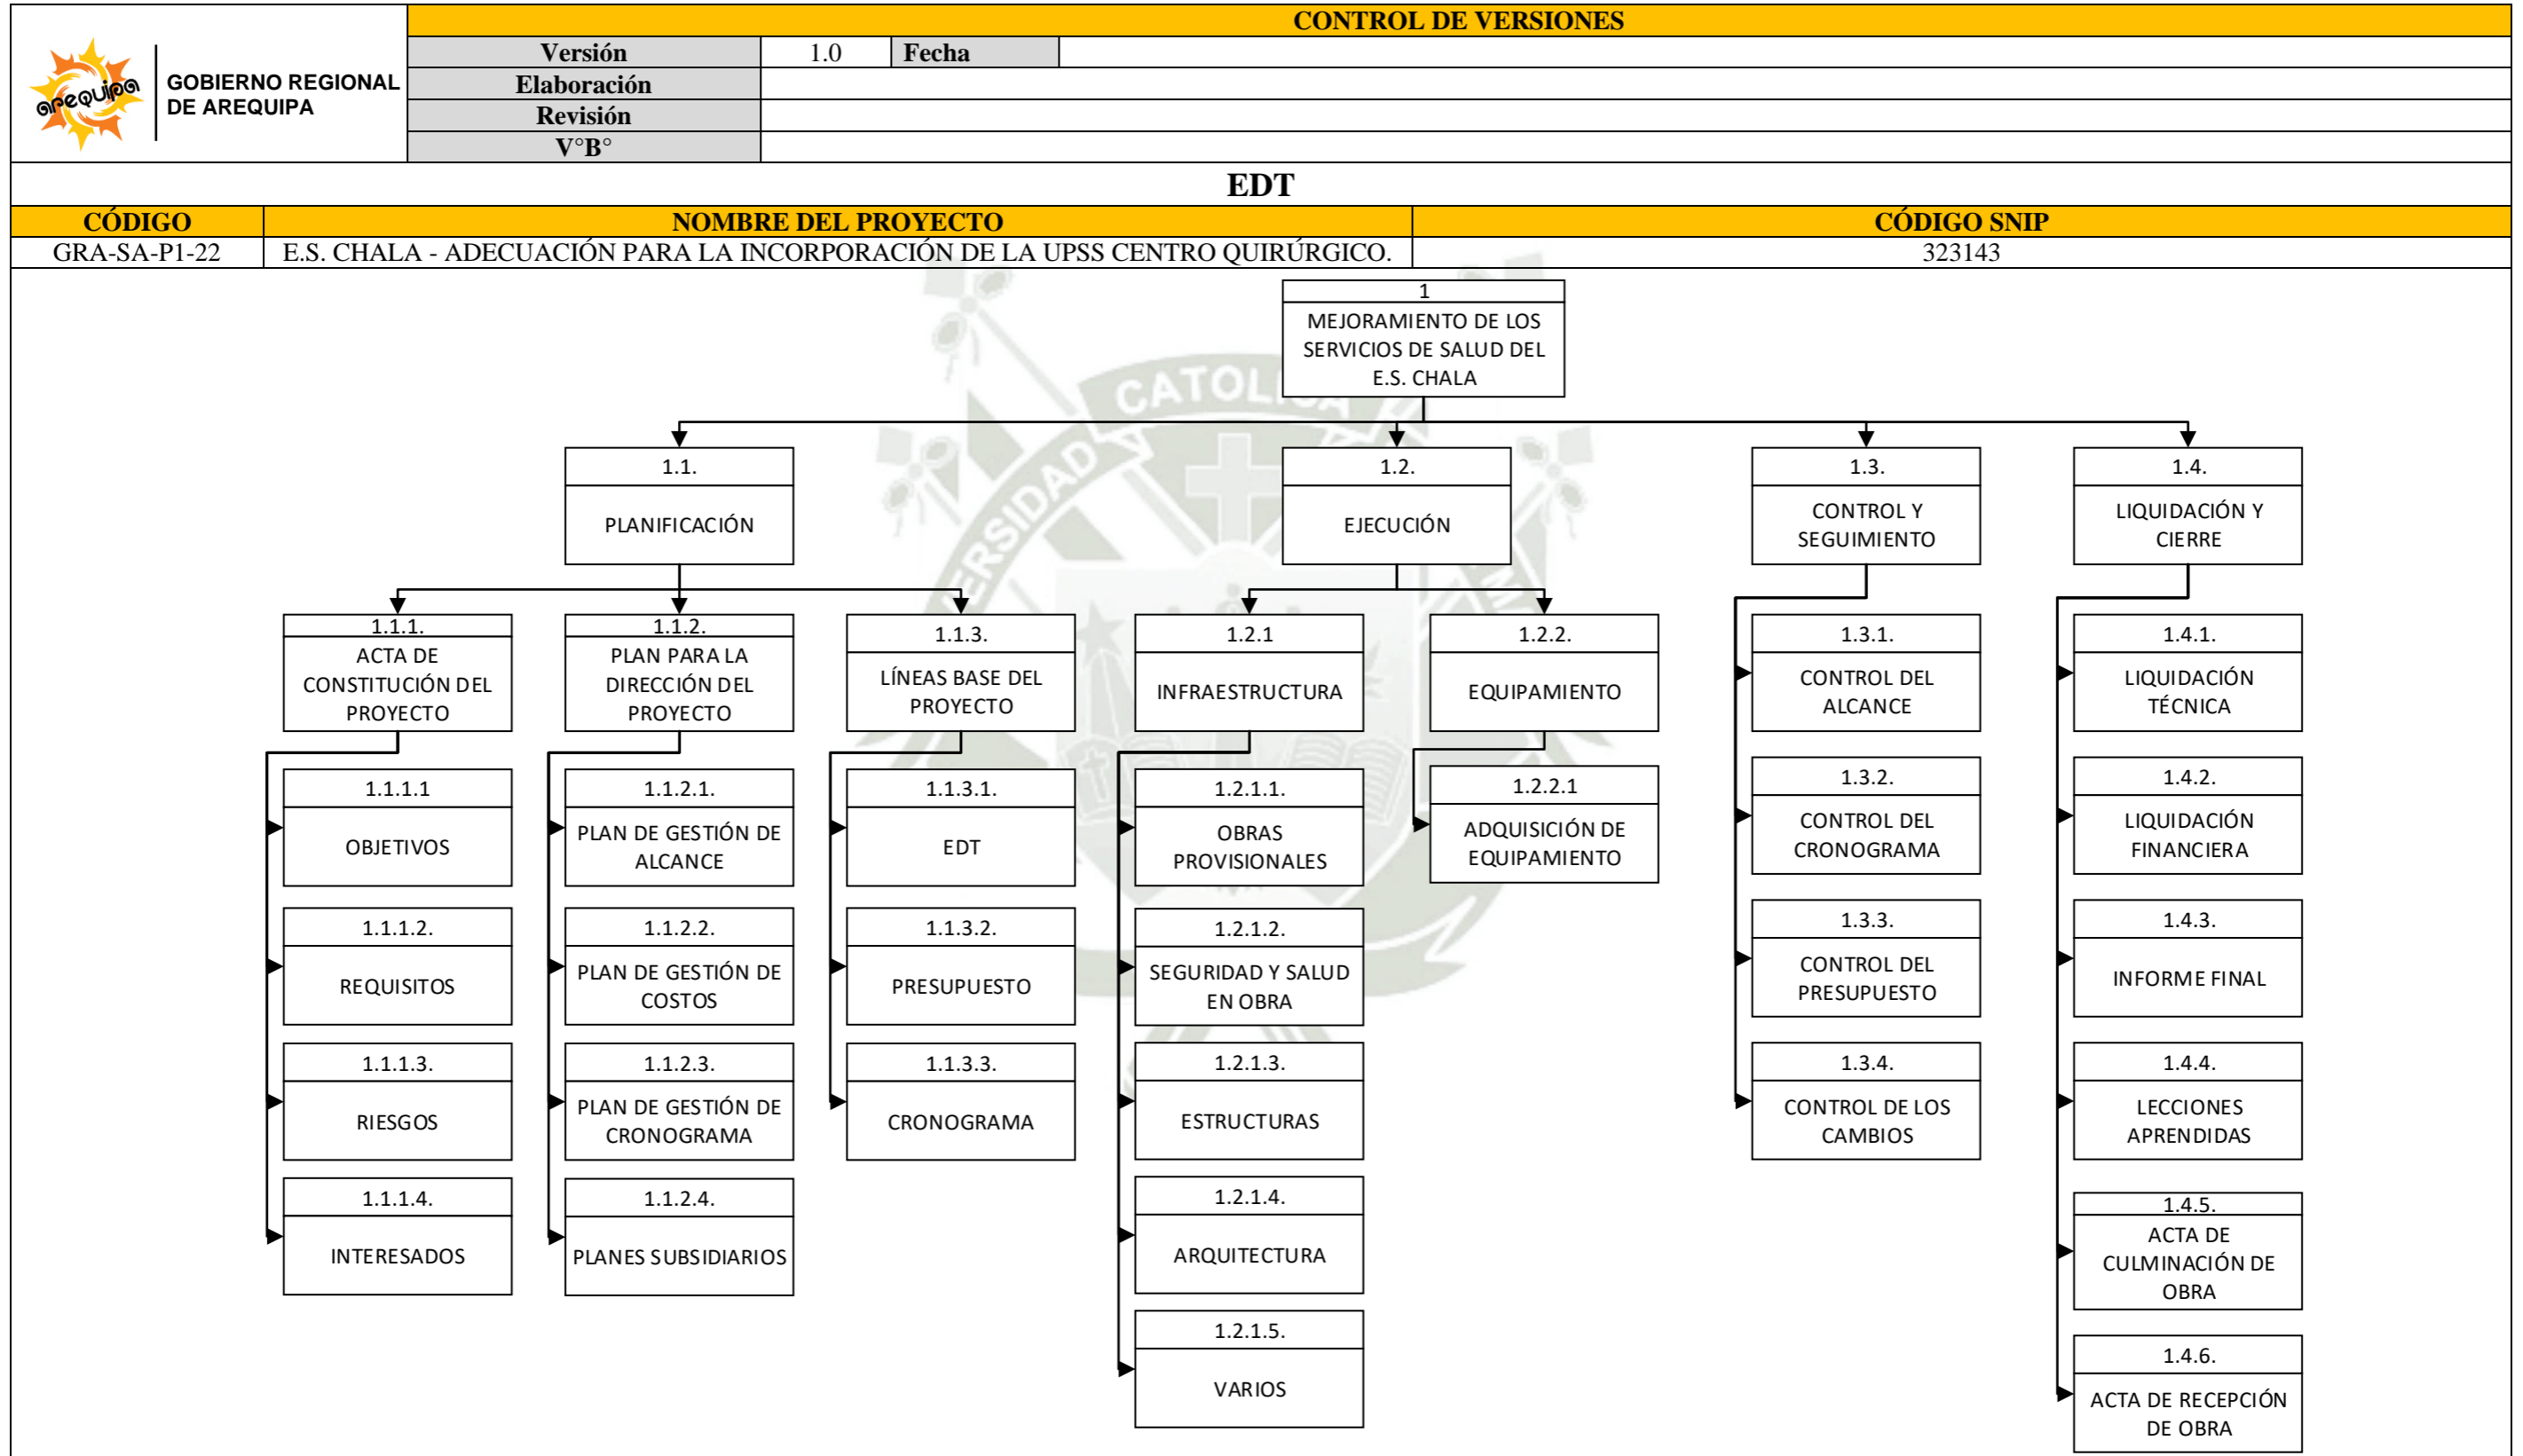 CONTROL DE VERSIONES
arequipa
GOBIERNO REGIONAL
DE AREQUIPA
Versión 1.0 Fecha
Elaboración
Revisión
V°B°
EDT
CÓDIGO NOMBRE DEL PROYECTO CÓDIGO SNIP
GRA-SA-P1-22 E.S. CHALA - ADECUACIÓN PARA LA INCORPORACIÓN DE LA UPSS CENTRO QUIRÚRGICO. 323143
1
MEJORAMIENTO DE LOS
SERVICIOS DE SALUD DEL
E.S. CHALA
1.1.
PLANIFICACIÓN
1.2.
EJECUCIÓN
1.3.
CONTROL Y
SEGUIMIENTO
1.4.
LIQUIDACIÓN Y
CIERRE
1.1.1.
ACTA DE
CONSTITUCIÓN DEL
PROYECTO
1.1.1.1
OBJETIVOS
1.1.1.2.
REQUISITOS
1.1.1.3.
RIESGOS
1.1.1.4.
INTERESADOS
1.1.2.
PLAN PARA LA
DIRECCIÓN DEL
PROYECTO
1.1.2.1.
PLAN DE GESTIÓN DE
ALCANCE
1.1.2.2.
PLAN DE GESTIÓN DE
COSTOS
1.1.2.3.
PLAN DE GESTIÓN DE
CRONOGRAMA
1.1.2.4.
PLANES SUBSIDIARIOS
1.1.3.
LÍNEAS BASE DEL
PROYECTO
1.1.3.1.
EDT
1.1.3.2.
PRESUPUESTO
1.1.3.3.
CRONOGRAMA
1.2.1
INFRAESTRUCTURA
1.2.1.1.
OBRAS
PROVISIONALES
1.2.1.2.
SEGURIDAD Y SALUD
EN OBRA
1.2.1.3.
ESTRUCTURAS
1.2.1.4.
ARQUITECTURA
1.2.1.5.
VARIOS
1.2.2.
EQUIPAMIENTO
1.2.2.1
ADQUISICIÓN DE
EQUIPAMIENTO
1.3.1.
CONTROL DEL
ALCANCE
1.3.2.
CONTROL DEL
CRONOGRAMA
1.3.3.
CONTROL DEL
PRESUPUESTO
1.3.4.
CONTROL DE LOS
CAMBIOS
1.4.1.
LIQUIDACIÓN
TÉCNICA
1.4.2.
LIQUIDACIÓN
FINANCIERA
1.4.3.
INFORME FINAL
1.4.4.
LECCIONES
APRENDIDAS
1.4.5.
ACTA DE
CULMINACIÓN DE
OBRA
1.4.6.
ACTA DE RECEPCIÓN
DE OBRA